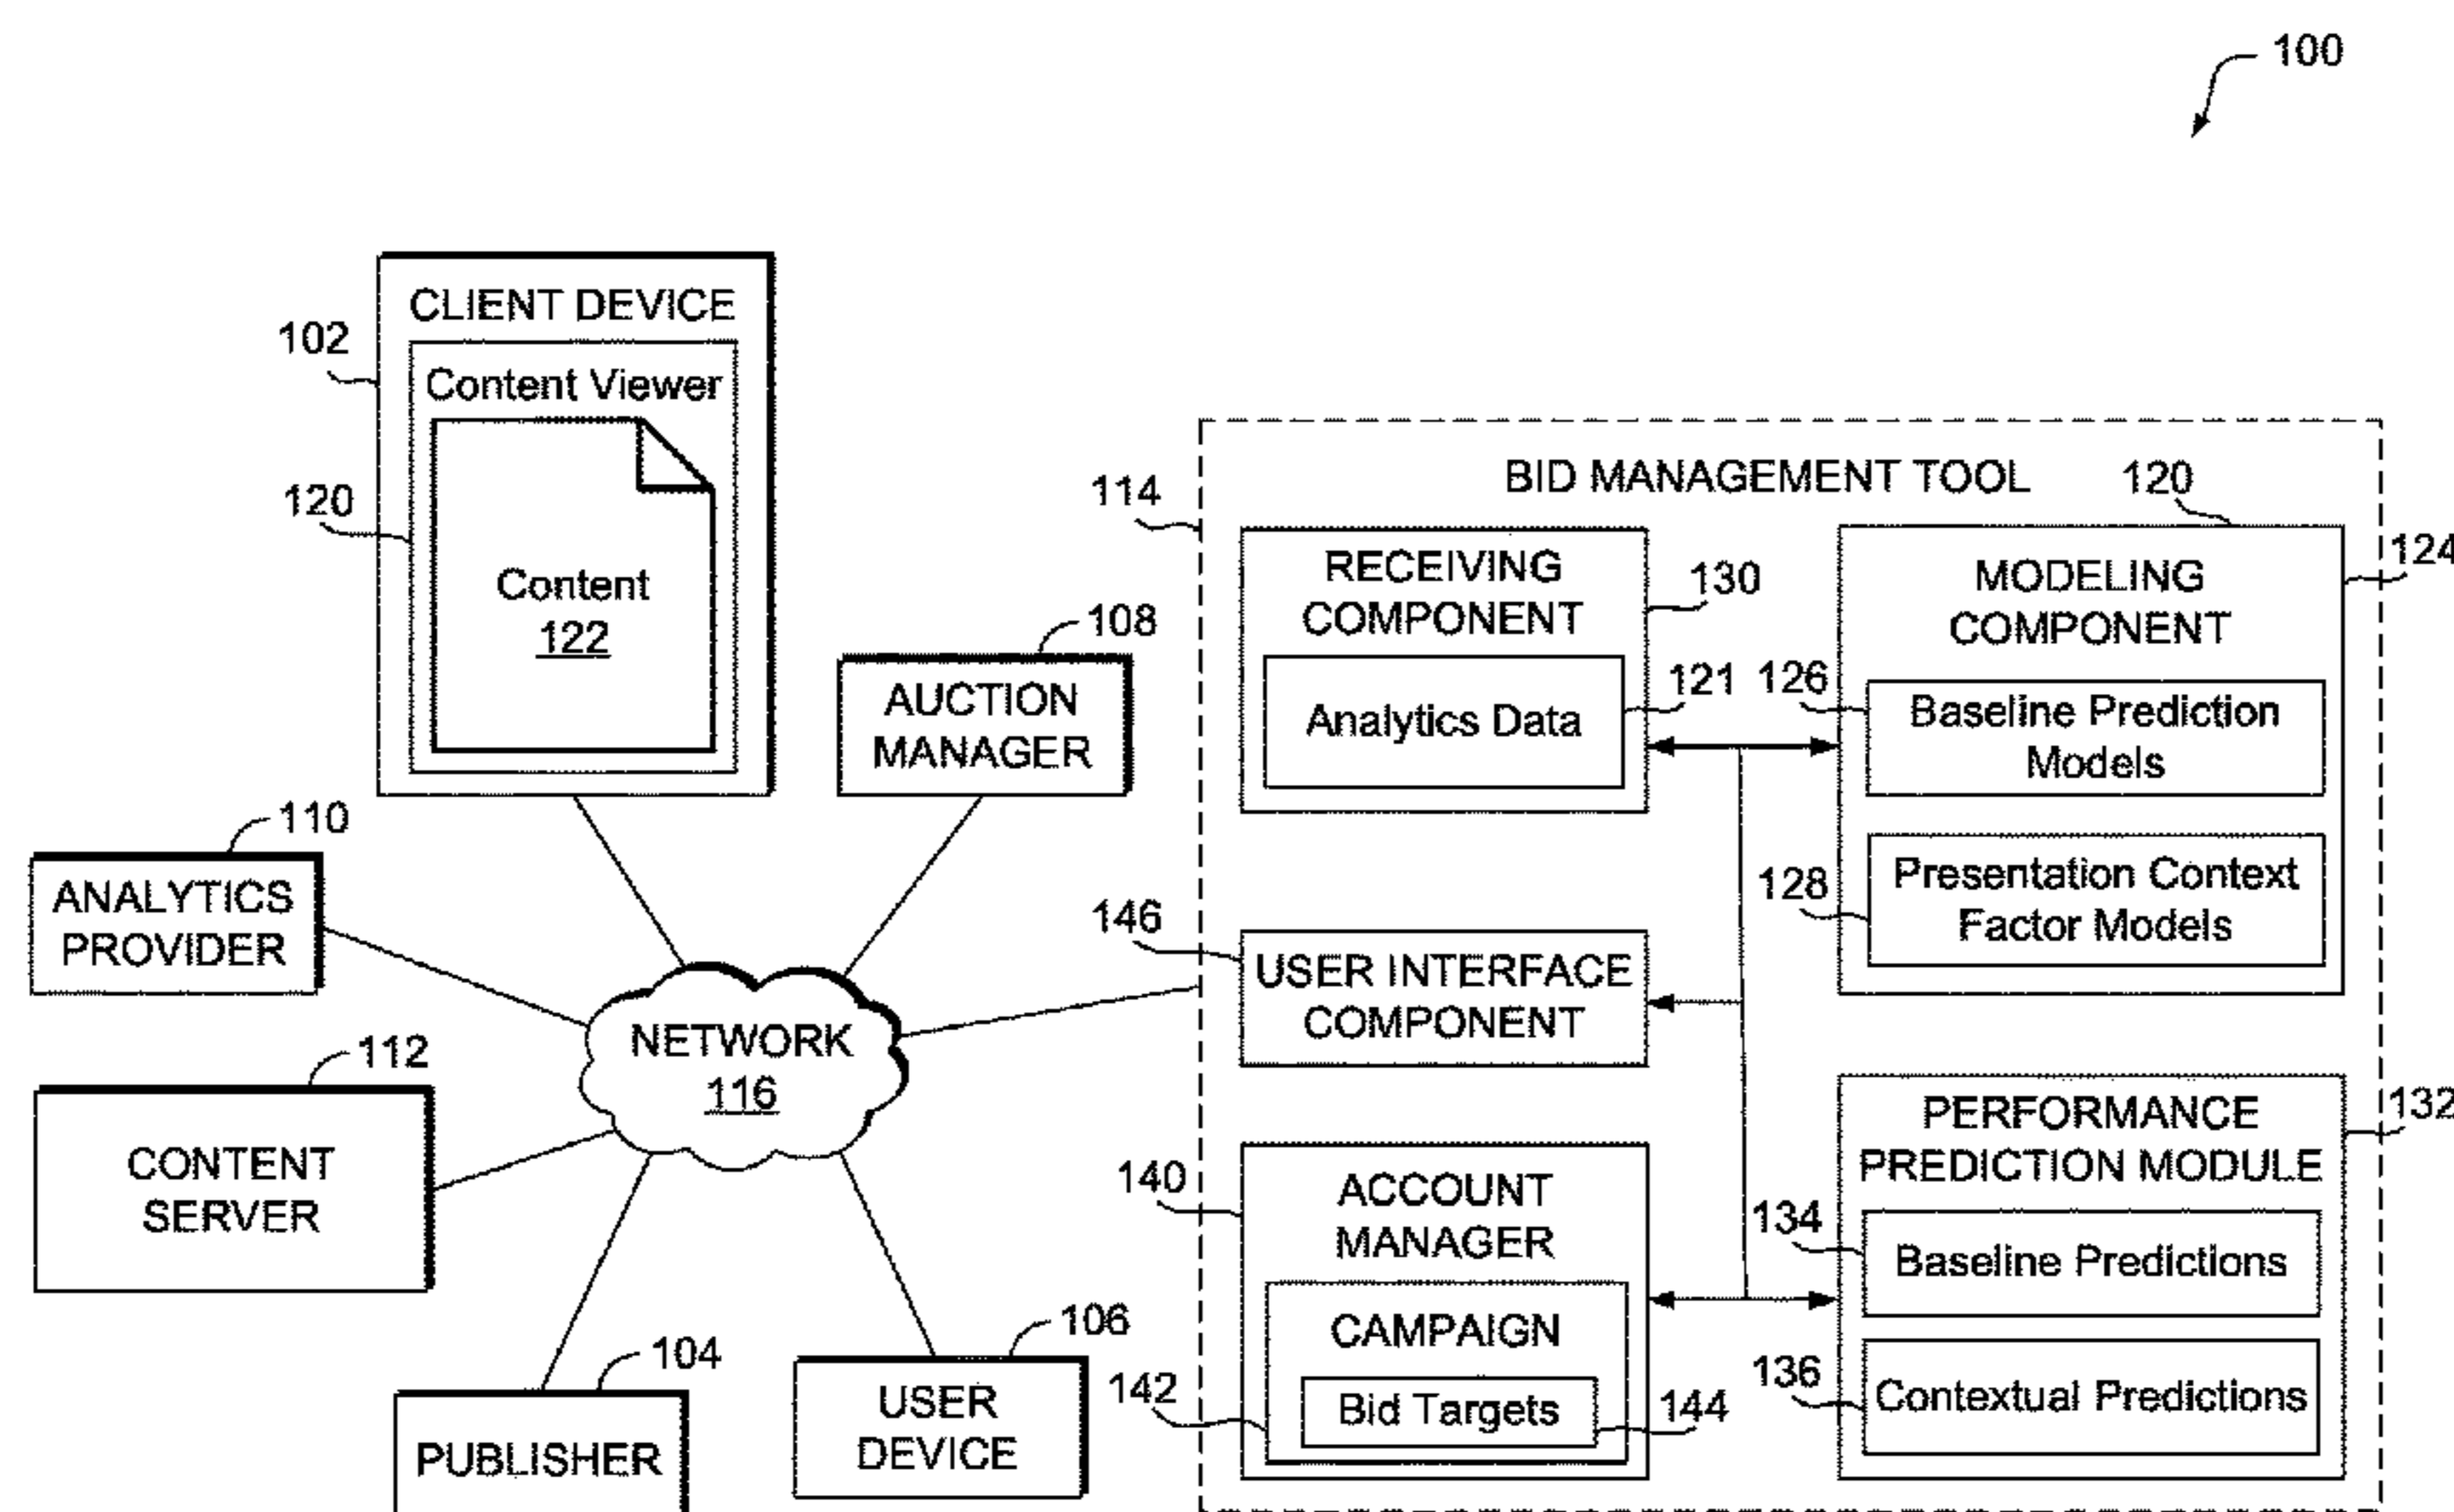 100
CLIENT DEVICE
102
Content Viewer
120
Content
122
108
AUCTION
MANAGER
110
ANALYTICS
PROVIDER
112
CONTENT
SERVER
NETWORK
116
104
PUBLISHER
106
USER
DEVICE
114
BID MANAGEMENT TOOL
120
RECEIVING
COMPONENT
130
Analytics Data
121
124
MODELING
COMPONENT
126
Baseline Prediction
Models
128
Presentation Context
Factor Models
146
USER INTERFACE
COMPONENT
140
ACCOUNT
MANAGER
CAMPAIGN
142
Bid Targets
144
132
PERFORMANCE
PREDICTION MODULE
134
Baseline Predictions
136
Contextual Predictions